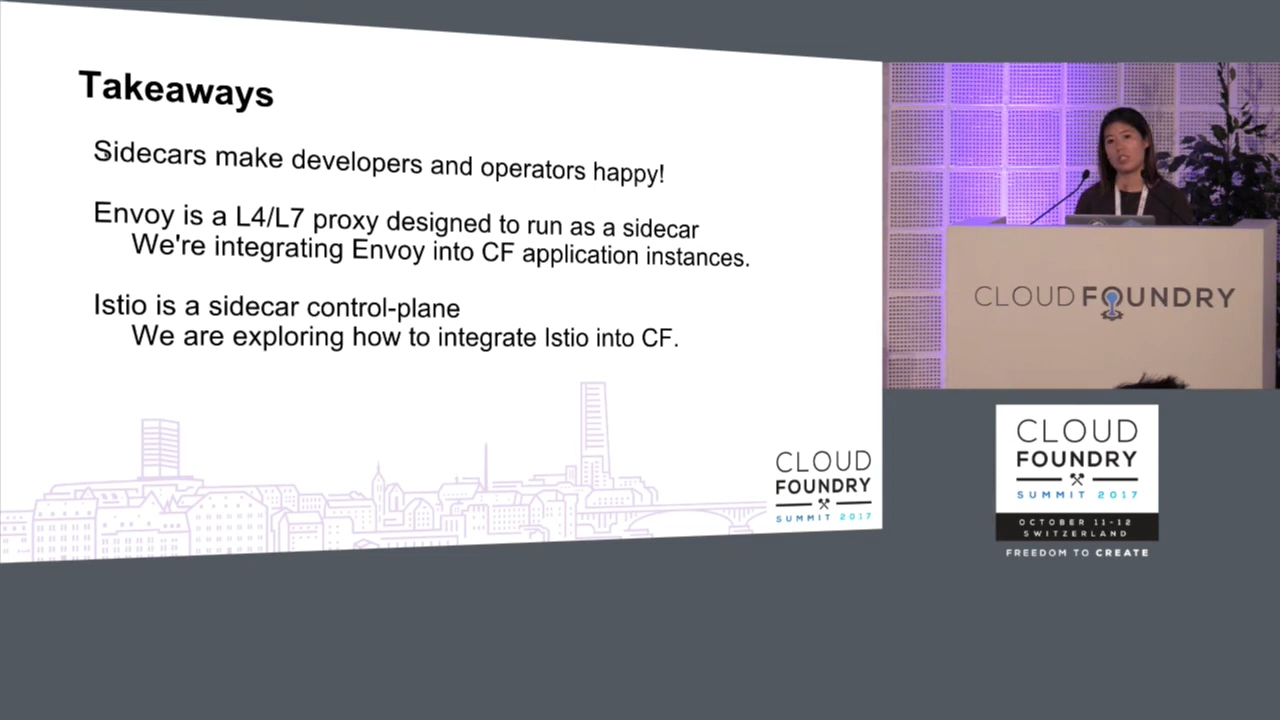 Takeaways
Sidecars make developers and operators happy!
Envoy is a L4/L7 proxy designed to run as a sidecar
We're integrating Envoy into CF application instances.
Istio is a sidecar control-plane
We are exploring how to integrate Istio into CF.
CLOUD
FOUNDRY
SUMMIT 2017
CLOUD FOUNDRY
CLOUD
FOUNDRY
SUMMIT 2017
OCTOBER 11-12
SWITZERLAND
FREEDOM TO CREATE